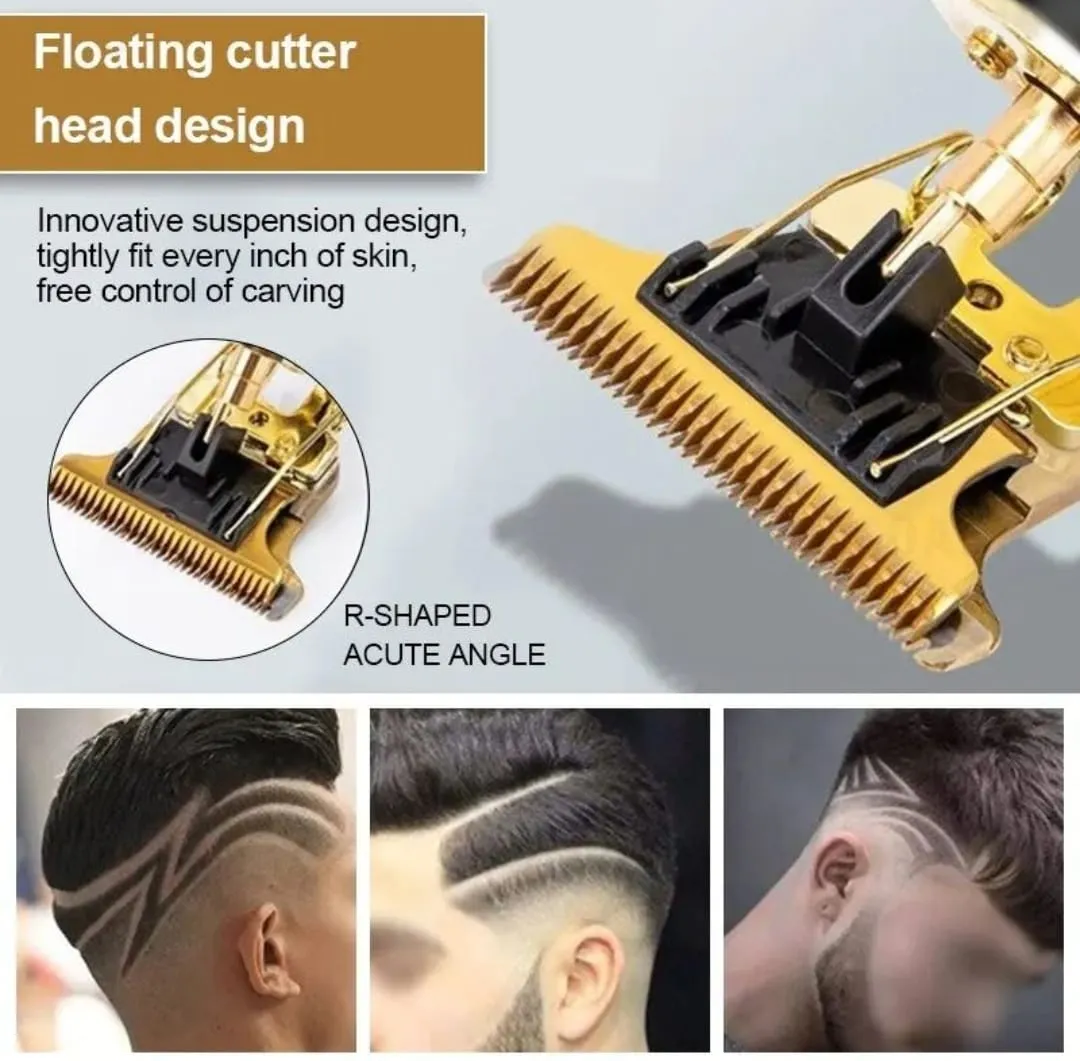 Floating cutter
head design
Innovative suspension design,
tightly fit every inch of skin,
free control of carving
R-SHAPED
ACUTE ANGLE